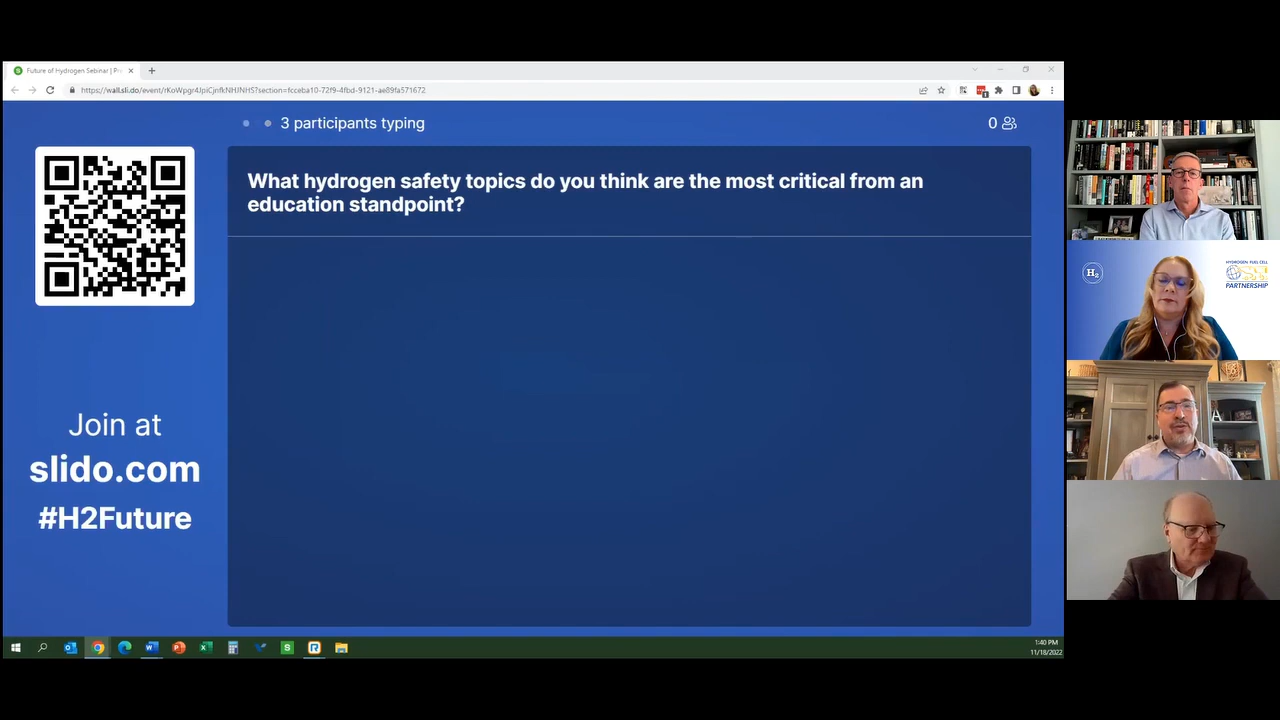 Future of Hydrogen Sebinar | Pre
https://wall.sli.do/event/rKoWpgr4JpiCjnfkNHJNHS?section=fcceba10-72f9-4fbd-9121-ae89fa571672
3 participants typing
0
What hydrogen safety topics do you think are the most critical from an
education standpoint?
Join at
slido.com
#H2Future
H2
HYDROGEN FUEL CELL
PARTNERSHIP
1:40 PM
11/18/2022